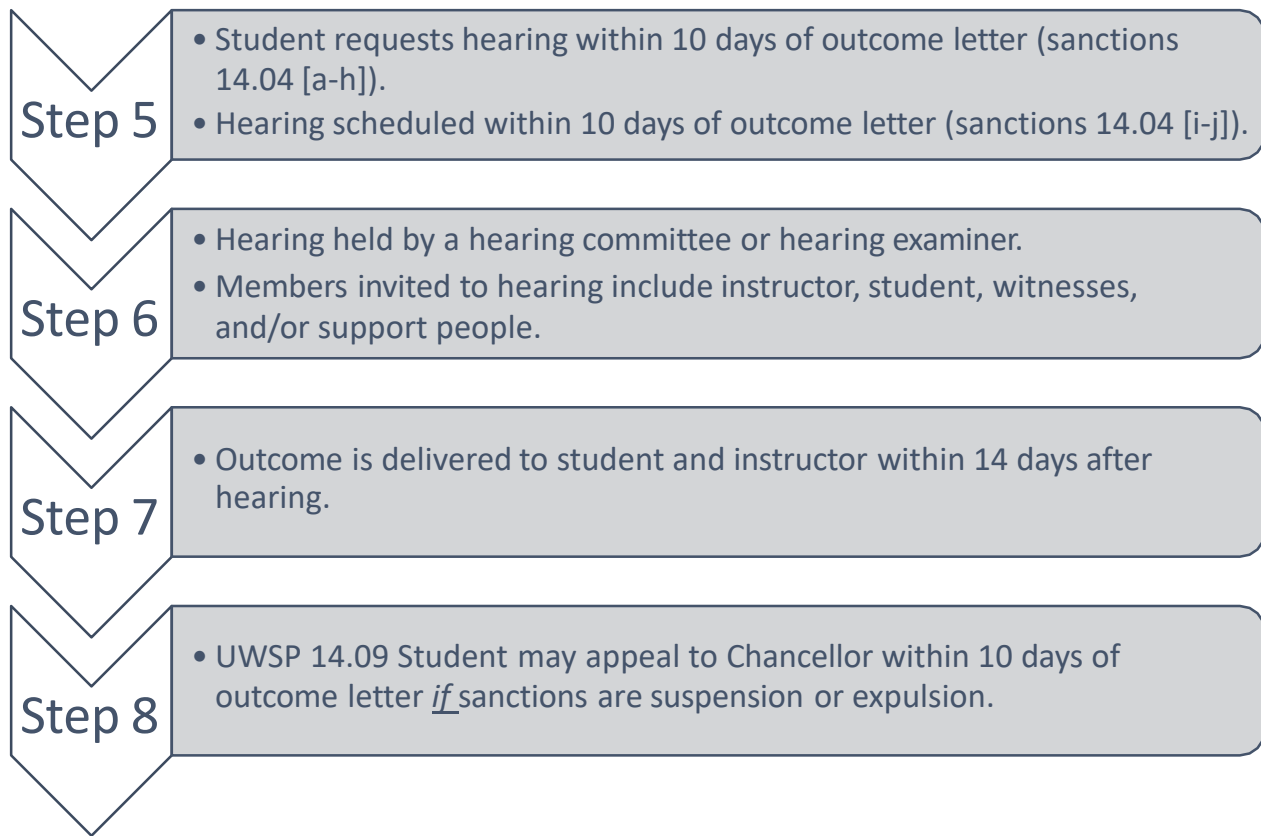 Step 5
• Student requests hearing within 10 days of outcome letter (sanctions
14.04 [a-h]).
• Hearing scheduled within 10 days of outcome letter (sanctions 14.04 [i-j]).
Step 6
• Hearing held by a hearing committee or hearing examiner.
• Members invited to hearing include instructor, student, witnesses,
and/or support people.
Step 7
• Outcome is delivered to student and instructor within 14 days after
hearing.
Step 8
• UWSP 14.09 Student may appeal to Chancellor within 10 days of
outcome letter if sanctions are suspension or expulsion.